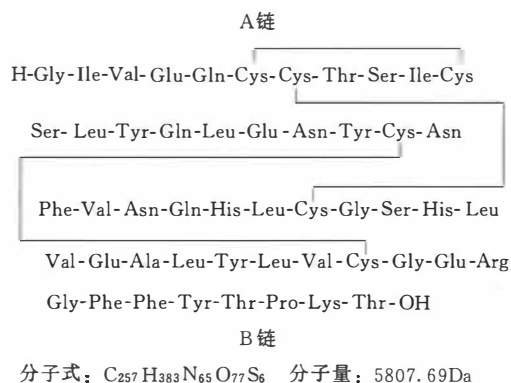 A链
H-Gly-Ile-Val-Glu-Gln-Cys-Cys-Thr-Ser-Ile-Cys
Ser-Leu-Tyr-Gln-Leu-Glu-Asn-Tyr-Cys-Asn
Phe-Val-Asn-Gln-His-Leu-Cys-Gly-Ser-His-Leu
Val-Glu-Ala-Leu-Tyr-Leu-Val-Cys-Gly-Glu-Arg
Gly-Phe-Phe-Tyr-Thr-Pro-Lys-Thr-OH
B链
分子式：C₂₅₇H₃₈₃N₆₅O₇₇S₆ 分子量：5807.69Da